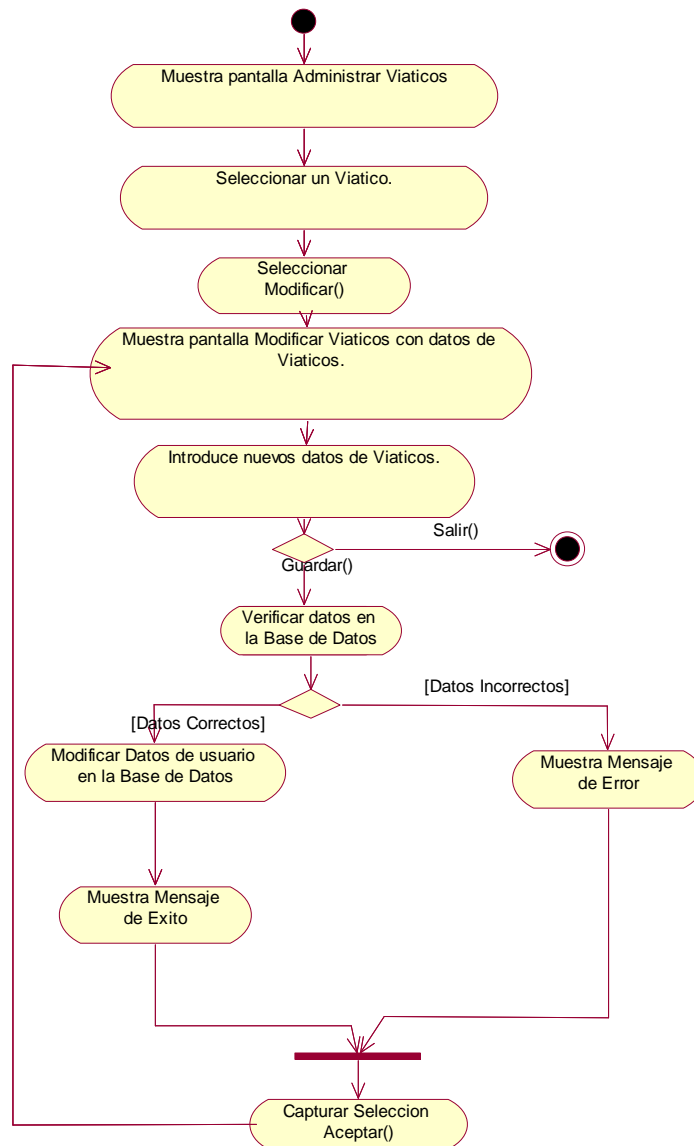 Muestra pantalla Administrar Viaticos
Seleccionar un Viatico.
Seleccionar
Modificar()
Muestra pantalla Modificar Viaticos con datos de
Viaticos.
Introduce nuevos datos de Viaticos.
Salir()
Guardar()
Verificar datos en
la Base de Datos
[Datos Incorrectos]
[Datos Correctos]
Modificar Datos de usuario
en la Base de Datos
Muestra Mensaje
de Error
Muestra Mensaje
de Exito
Capturar Seleccion
Aceptar()